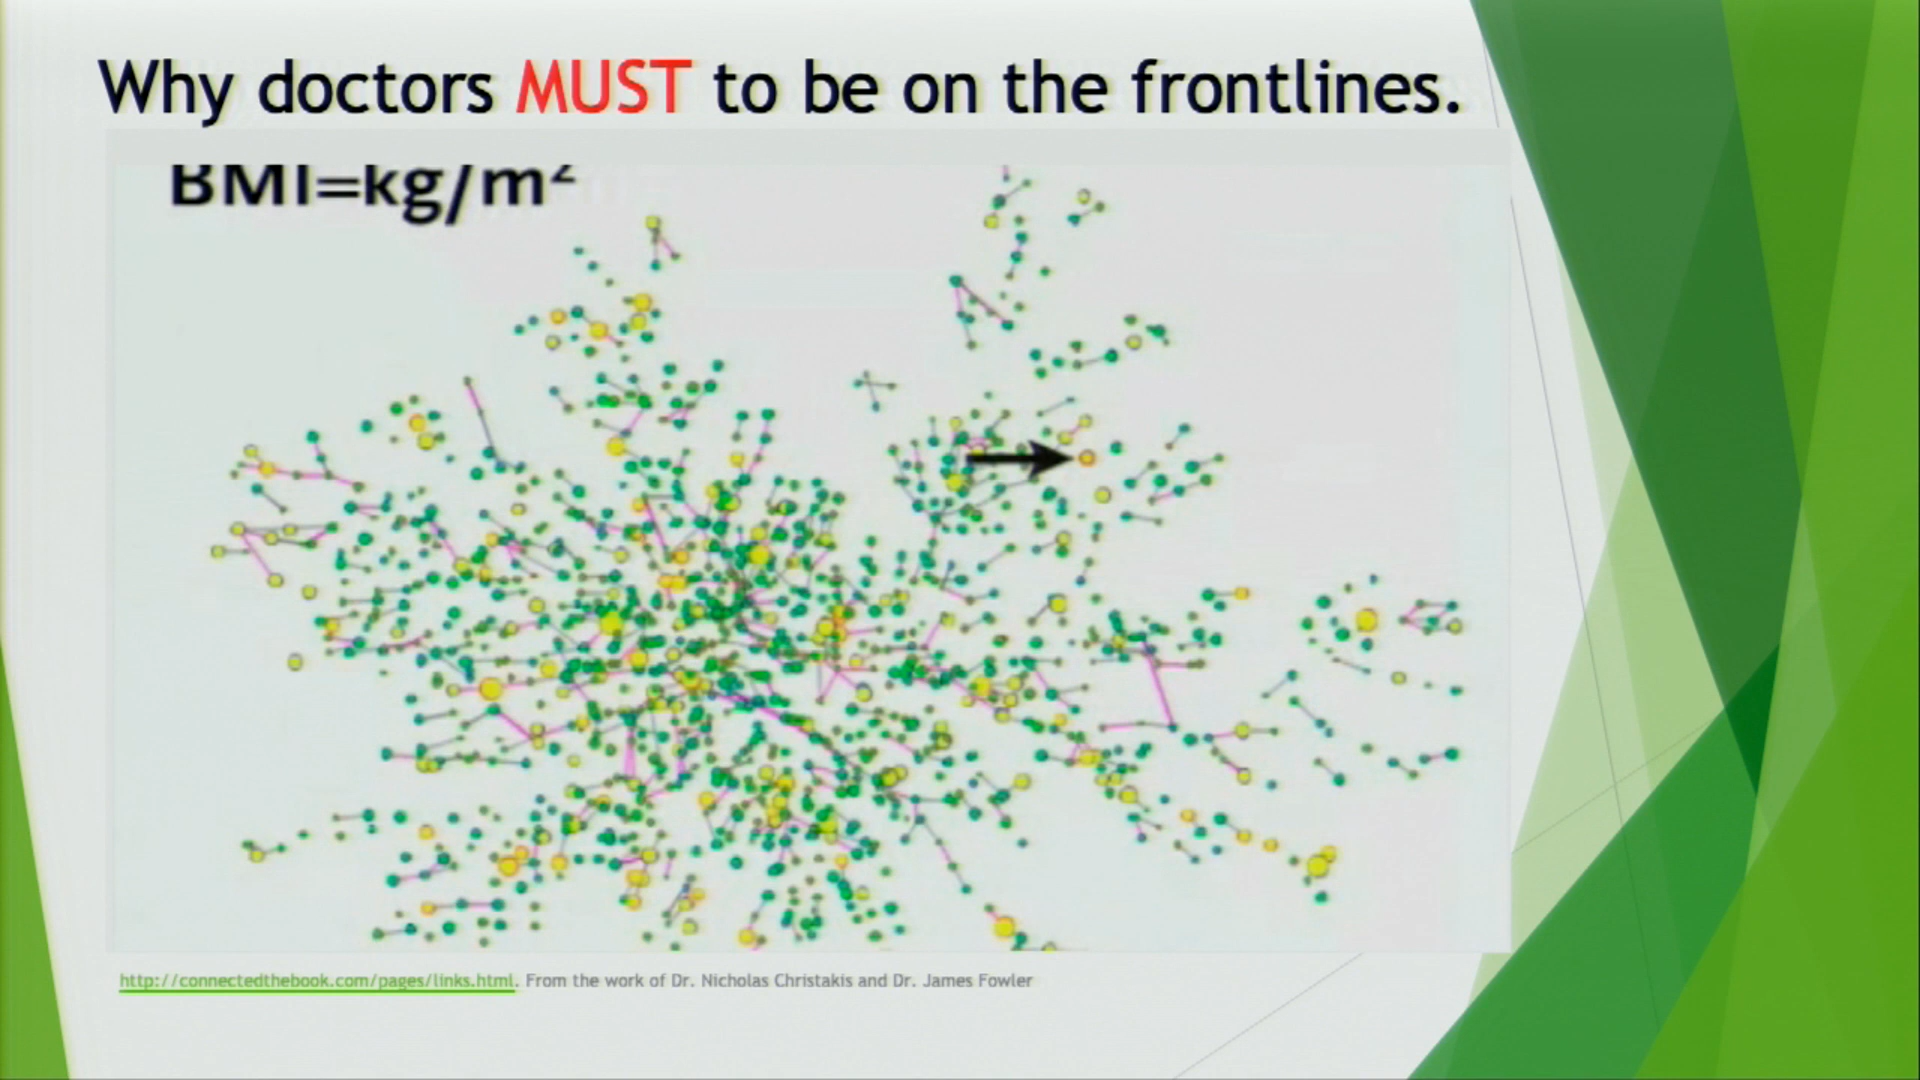 Why doctors MUST to be on the frontlines.
BMI=kg/m²
http://connectedthebook.com/pages/links.html. From the work of Dr. Nicholas Christakis and Dr. James Fowler